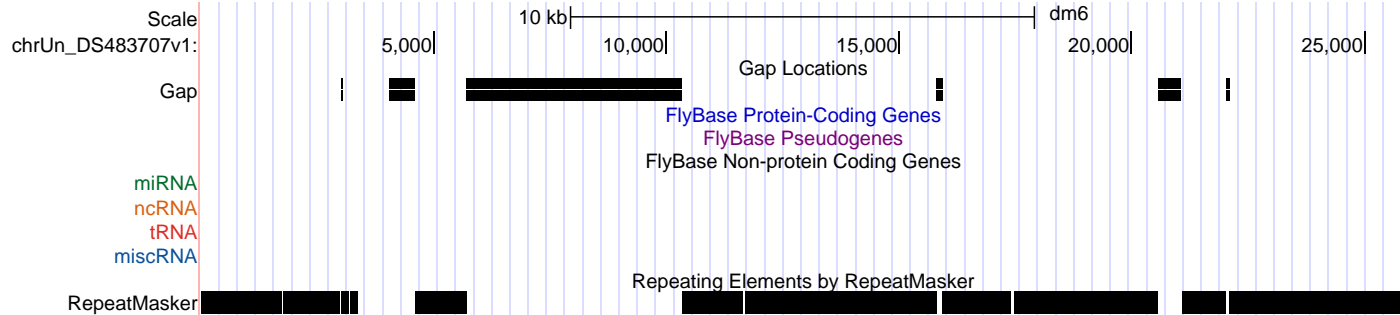 Scale 10 kb dm6
chrUn_DS483707v1: 5,000 10,000 15,000 20,000 25,000
Gap Locations
Gap
FlyBase Protein-Coding Genes
FlyBase Pseudogenes
FlyBase Non-protein Coding Genes
miRNA
ncRNA
tRNA
miscRNA
Repeating Elements by RepeatMasker
RepeatMasker